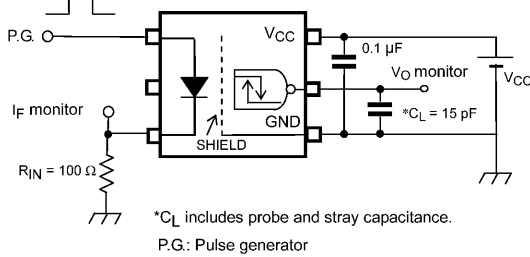 P.G.
VCC
0.1 µF
VO monitor
VCC
IF monitor
*CL = 15 pF
GND
SHIELD
RIN = 100 Ω
*CL includes probe and stray capacitance.
P.G.: Pulse generator